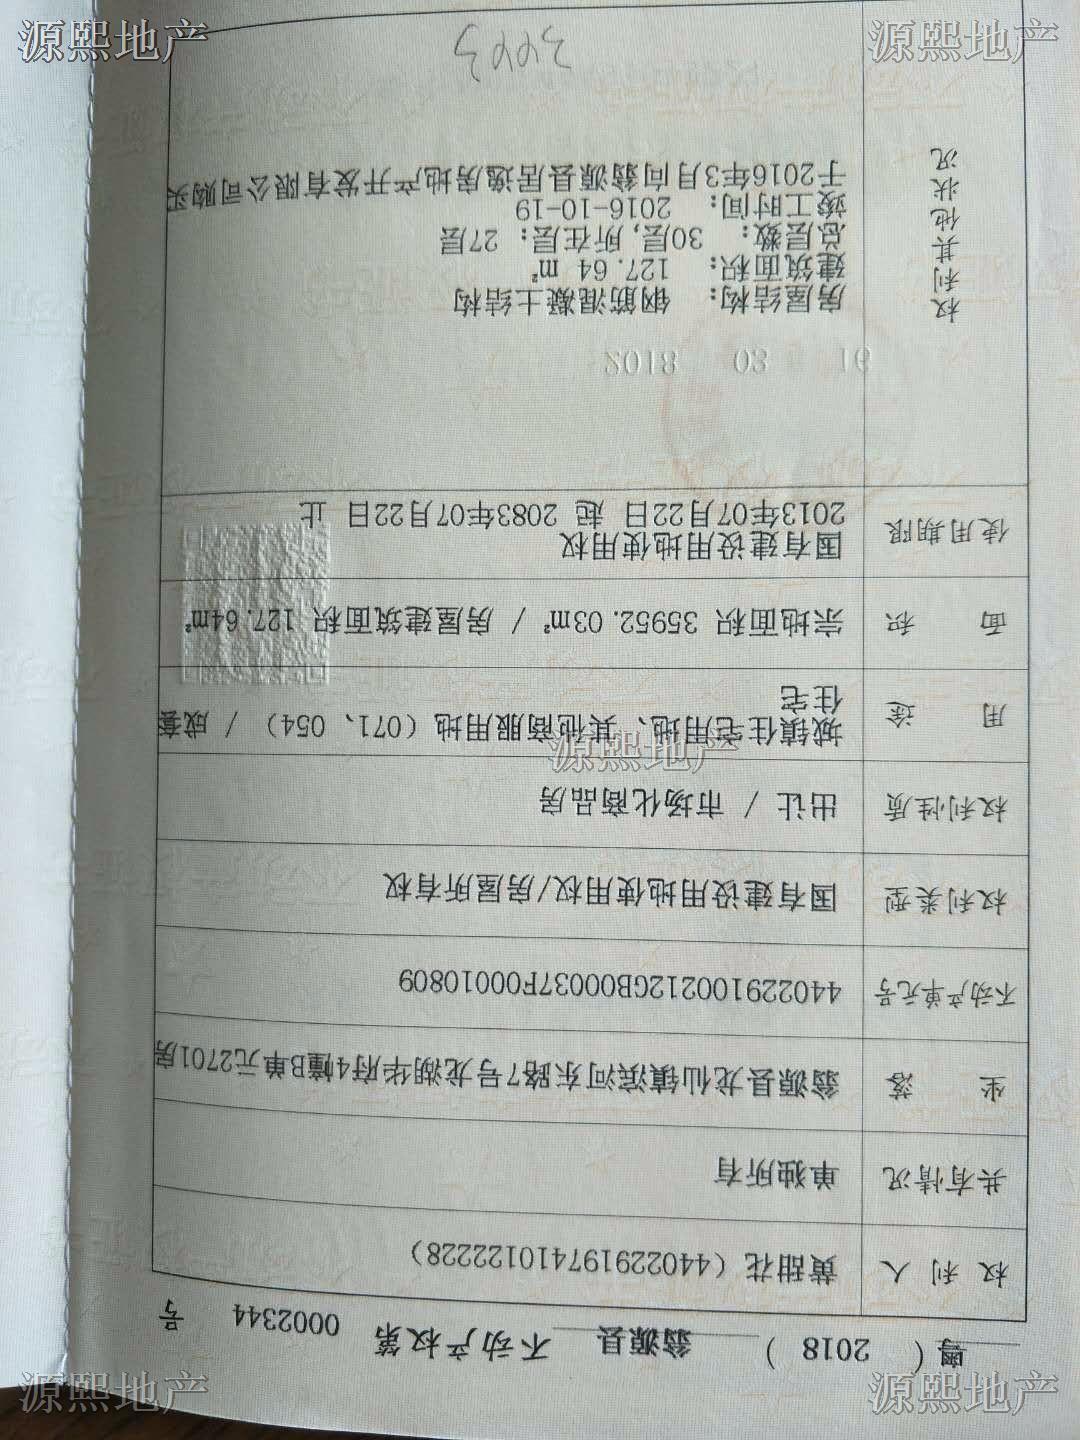 粤（ 2018 ） 翁源县 不动产权第 0002344 号
权利人 黄甜花（440229197410122228）
共有情况 单独所有
坐落 翁源县龙仙镇滨河东路7号龙湖华府4幢B单元2701房
不动产单元号 440229100212GB00037F00010809
权利类型 国有建设用地使用权/房屋所有权
权利性质 出让 / 市场化商品房
用途 城镇住宅用地、其他商服用地（071、054） / 成套
住宅
面积 宗地面积 35952.03m² / 房屋建筑面积 127.64m²
使用期限 国有建设用地使用权
2013年07月22日 起 2083年07月22日 止
2018 03 16
权利其他状况
房屋结构： 钢筋混凝土结构
建筑面积： 127.64 m²
总层数： 30层，所在层：27层
竣工时间： 2016-10-19
于2016年3月向翁源县居逸房地产开发有限公司购买
源熙地产
源熙地产
源熙地产
源熙地产
源熙地产